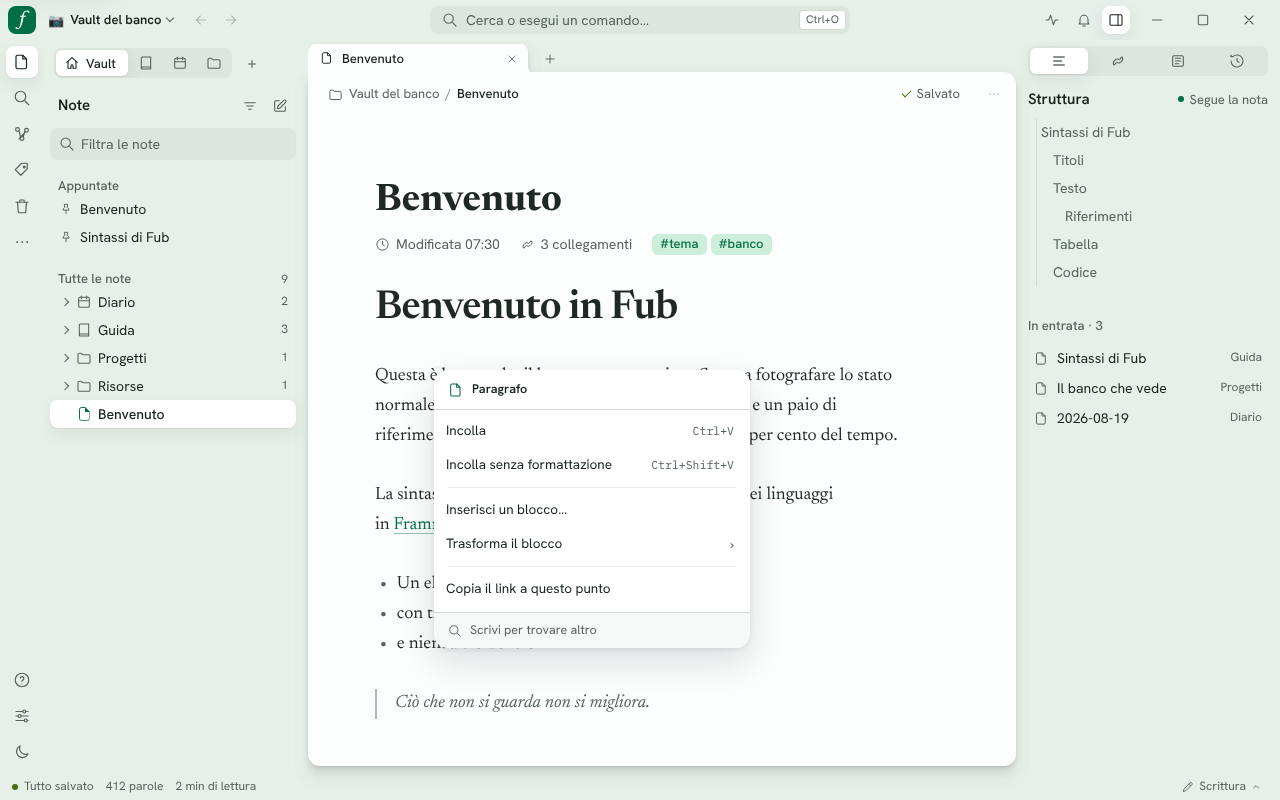 Vault del banco
Cerca o esegui un comando...
Ctrl+O
Vault
Note
Filtra le note
Appuntate
Benvenuto
Sintassi di Fub
Tutte le note 9
Diario 2
Guida 3
Progetti 1
Risorse 1
Benvenuto
Benvenuto
Vault del banco / Benvenuto
Salvato
Benvenuto
Modificata 07:30
3 collegamenti
#tema
#banco
Benvenuto in Fub
Questa è fotografare lo stato
normale e un paio di
per cento del tempo.
La ei linguaggi
in
Un
con
e
Ciò che non si guarda non si migliora.
Paragrafo
Incolla Ctrl+V
Incolla senza formattazione Ctrl+Shift+V
Inserisci un blocco...
Trasforma il blocco ›
Copia il link a questo punto
Scrivi per trovare altro
Struttura
Segue la nota
Sintassi di Fub
Titoli
Testo
Riferimenti
Tabella
Codice
In entrata · 3
Sintassi di Fub Guida
Il banco che vede Progetti
2026-08-19 Diario
Tutto salvato
412 parole
2 min di lettura
Scrittura